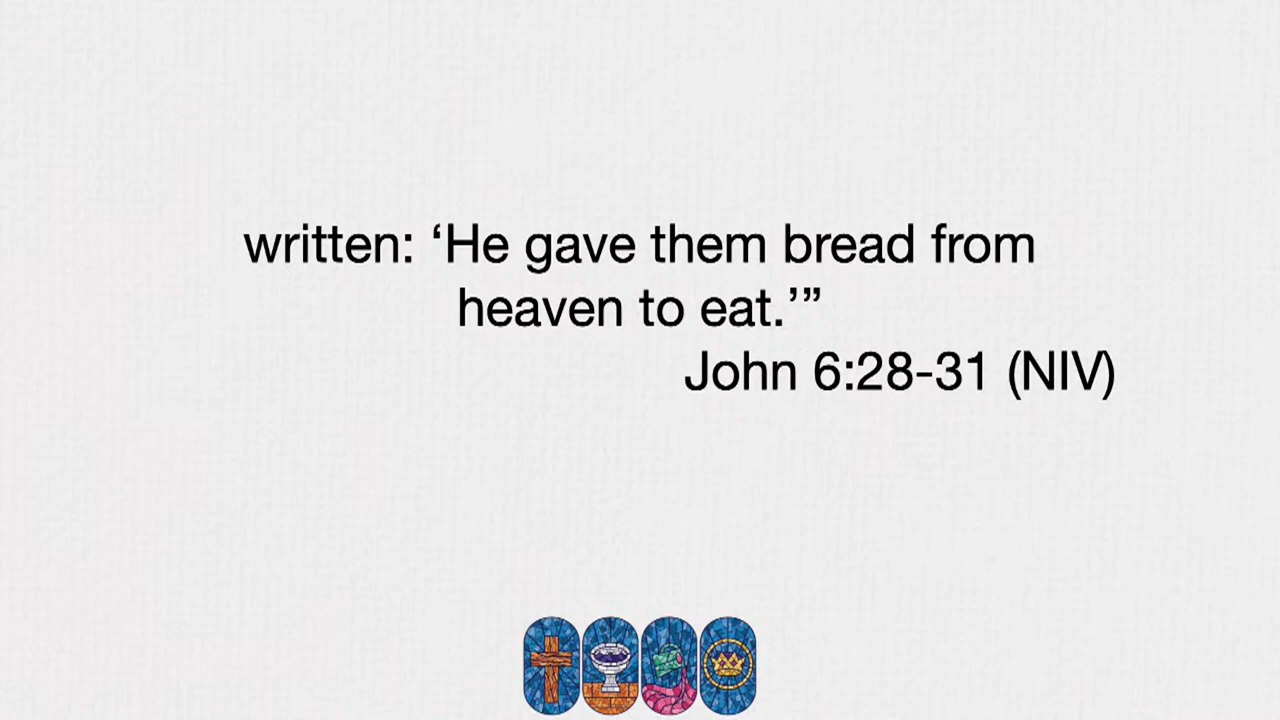 written: ‘He gave them bread from
heaven to eat.’”
John 6:28-31 (NIV)